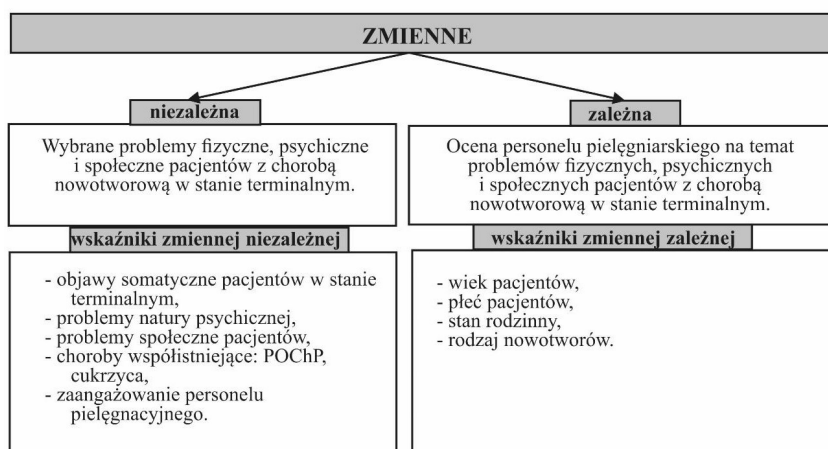 ZMIENNE
niezależna
Wybrane problemy fizyczne, psychiczne
i społeczne pacjentów z chorobą
nowotworową w stanie terminalnym.
wskaźniki zmiennej niezależnej
- objawy somatyczne pacjentów w stanie
terminalnym,
- problemy natury psychicznej,
- problemy społeczne pacjentów,
- choroby współistniejące: POChP,
cukrzyca,
- zaangażowanie personelu
pielęgnacyjnego.
zależna
Ocena personelu pielęgniarskiego na temat
problemów fizycznych, psychicznych
i społecznych pacjentów z chorobą
nowotworową w stanie terminalnym.
wskaźniki zmiennej zależnej
- wiek pacjentów,
- płeć pacjentów,
- stan rodzinny,
- rodzaj nowotworów.